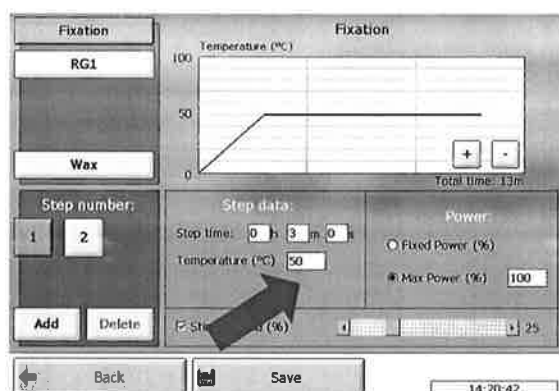 Fixation
RG1
Wax
Fixation
Temperature (°C)
100
50
0
+ -
Total time: 13m
Step number:
1 2
Add Delete
Step data:
Step time: 0 h 3 m 0 s
Temperature (°C) 50
Power:
Fixed Power (%)
Max Power (%) 100
(%)
25
Back
Save
14:20:42